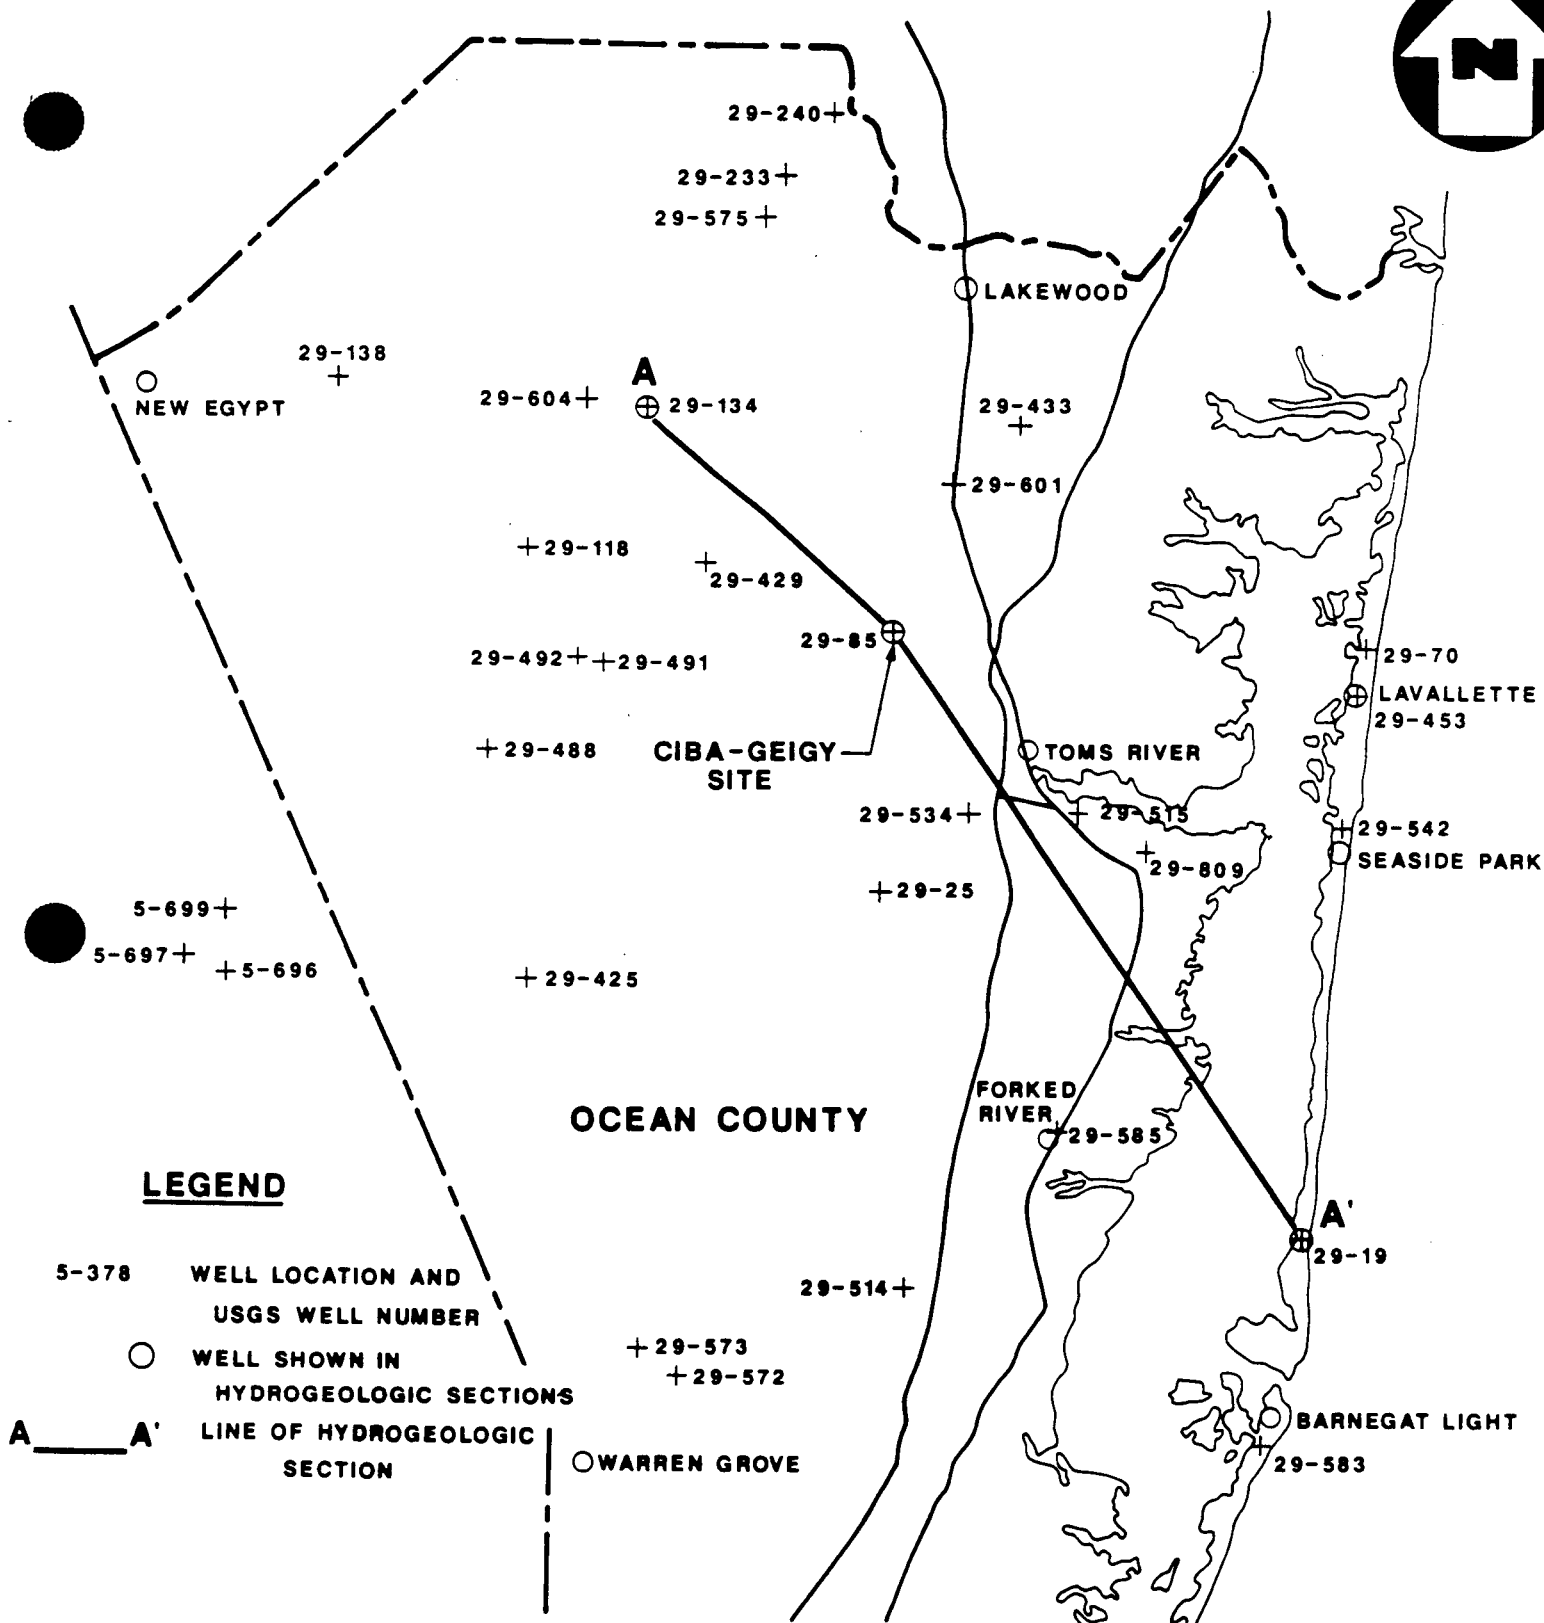 N
29-240
29-233
29-575
LAKEWOOD
29-138
NEW EGYPT
A
29-604
29-134
29-433
29-601
29-118
29-429
29-85
29-492
29-491
29-70
LAVALLETTE
29-453
29-488
CIBA-GEIGY
SITE
TOMS RIVER
29-534
29-515
29-542
SEASIDE PARK
29-809
29-25
5-699
5-697
5-696
29-425
FORKED
RIVER
29-585
OCEAN COUNTY
LEGEND
5-378 WELL LOCATION AND
USGS WELL NUMBER
WELL SHOWN IN
HYDROGEOLOGIC SECTIONS
A A' LINE OF HYDROGEOLOGIC
SECTION
A'
29-19
29-514
29-573
29-572
WARREN GROVE
BARNEGAT LIGHT
29-583